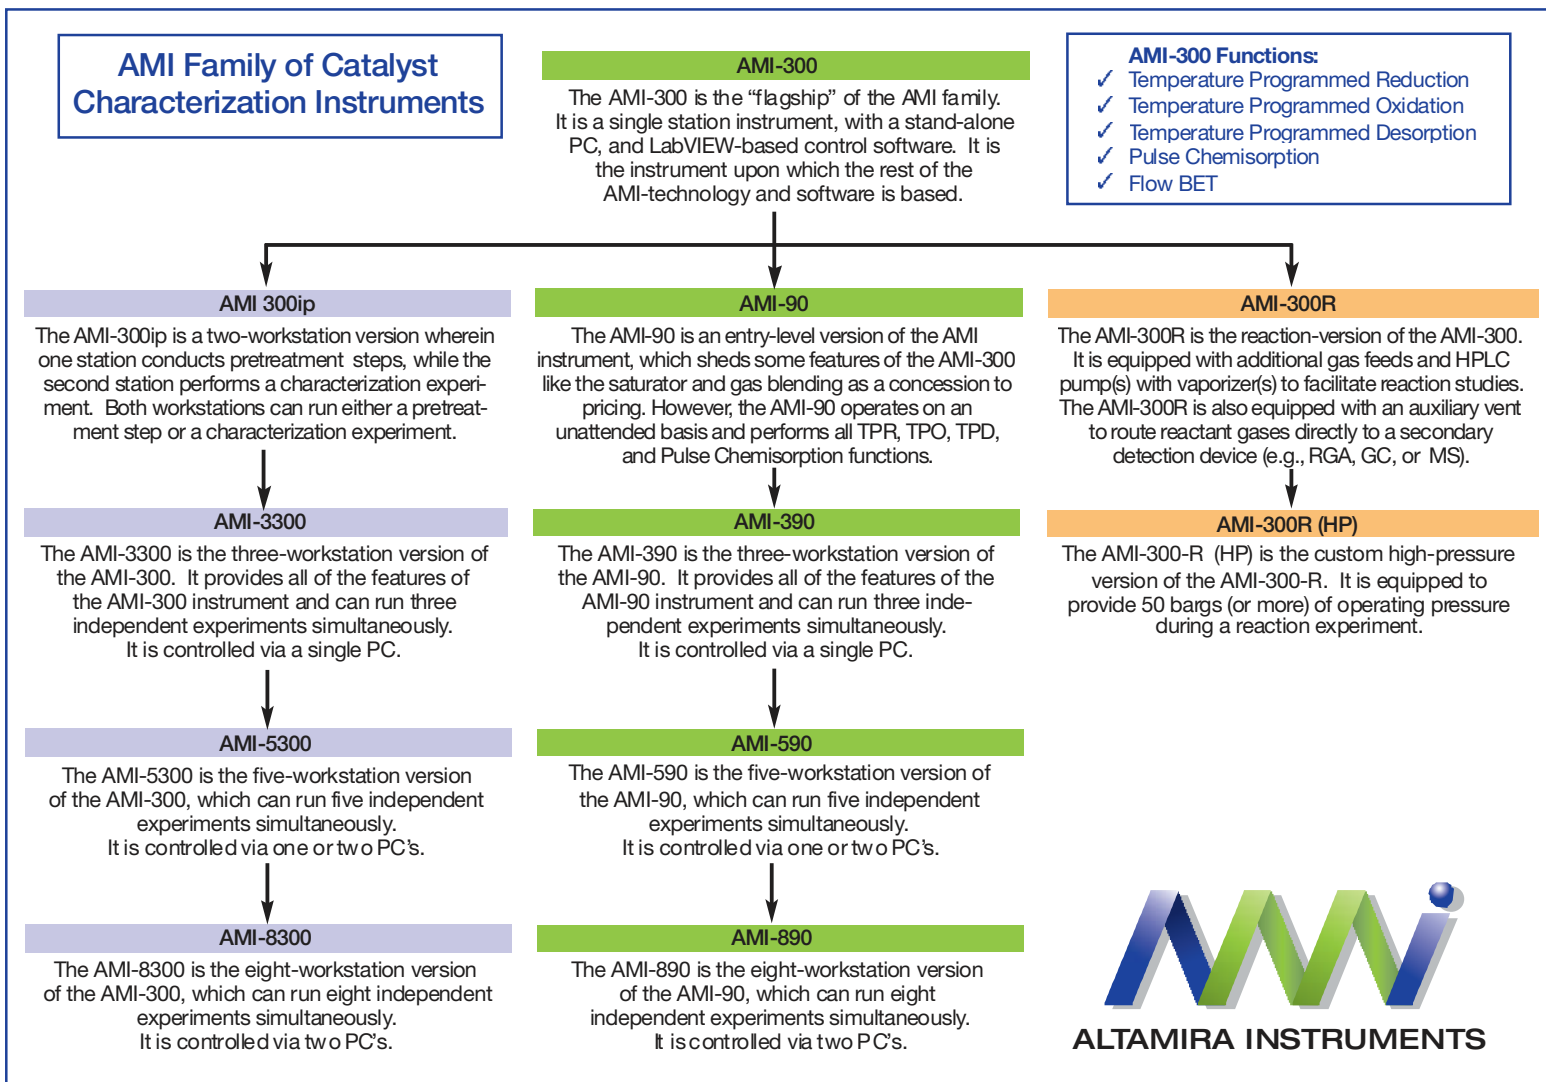 AMI Family of Catalyst
Characterization Instruments
AMI-300
The AMI-300 is the “flagship” of the AMI family.
It is a single station instrument, with a stand-alone
PC, and LabVIEW-based control software. It is
the instrument upon which the rest of the
AMI-technology and software is based.
AMI-300 Functions:
✓ Temperature Programmed Reduction
✓ Temperature Programmed Oxidation
✓ Temperature Programmed Desorption
✓ Pulse Chemisorption
✓ Flow BET
AMI 300ip
The AMI-300ip is a two-workstation version wherein
one station conducts pretreatment steps, while the
second station performs a characterization experi-
ment. Both workstations can run either a pretreat-
ment step or a characterization experiment.
AMI-3300
The AMI-3300 is the three-workstation version of
the AMI-300. It provides all of the features of
the AMI-300 instrument and can run three
independent experiments simultaneously.
It is controlled via a single PC.
AMI-5300
The AMI-5300 is the five-workstation version
of the AMI-300, which can run five independent
experiments simultaneously.
It is controlled via one or two PC's.
AMI-8300
The AMI-8300 is the eight-workstation version
of the AMI-300, which can run eight independent
experiments simultaneously.
It is controlled via two PC's.
AMI-90
The AMI-90 is an entry-level version of the AMI
instrument, which sheds some features of the AMI-300
like the saturator and gas blending as a concession to
pricing. However, the AMI-90 operates on an
unattended basis and performs all TPR, TPO, TPD,
and Pulse Chemisorption functions.
AMI-390
The AMI-390 is the three-workstation version of
the AMI-90. It provides all of the features of the
AMI-90 instrument and can run three inde-
pendent experiments simultaneously.
It is controlled via a single PC.
AMI-590
The AMI-590 is the five-workstation version of
the AMI-90, which can run five independent
experiments simultaneously.
It is controlled via one or two PC's.
AMI-890
The AMI-890 is the eight-workstation version
of the AMI-90, which can run eight
independent experiments simultaneously.
It is controlled via two PC's.
AMI-300R
The AMI-300R is the reaction-version of the AMI-300.
It is equipped with additional gas feeds and HPLC
pump(s) with vaporizer(s) to facilitate reaction studies.
The AMI-300R is also equipped with an auxiliary vent
to route reactant gases directly to a secondary
detection device (e.g., RGA, GC, or MS).
AMI-300R (HP)
The AMI-300-R (HP) is the custom high-pressure
version of the AMI-300-R. It is equipped to
provide 50 bargs (or more) of operating pressure
during a reaction experiment.
AMi
ALTAMIRA INSTRUMENTS